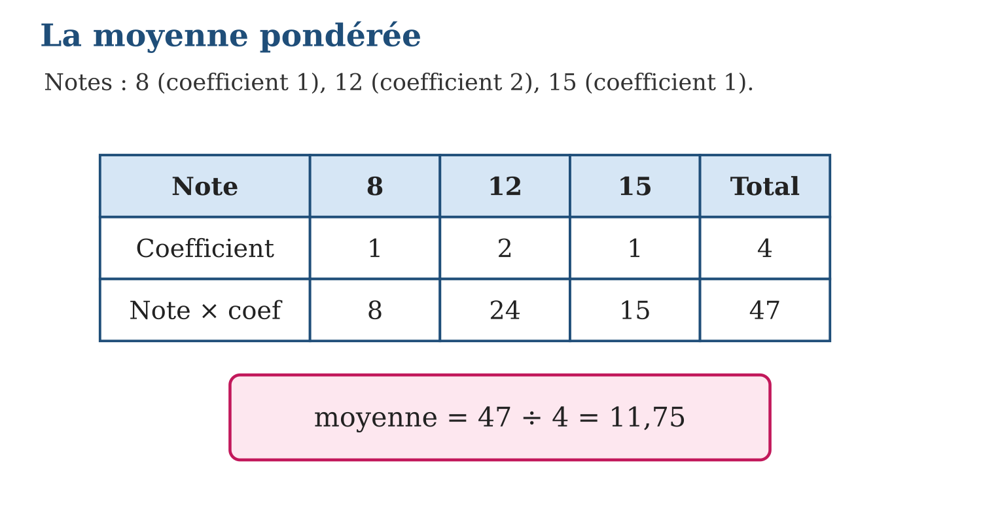 La moyenne pondérée
Notes : 8 (coefficient 1), 12 (coefficient 2), 15 (coefficient 1).
Note 8 12 15 Total
Coefficient 1 2 1 4
Note × coef 8 24 15 47
moyenne = 47 ÷ 4 = 11,75